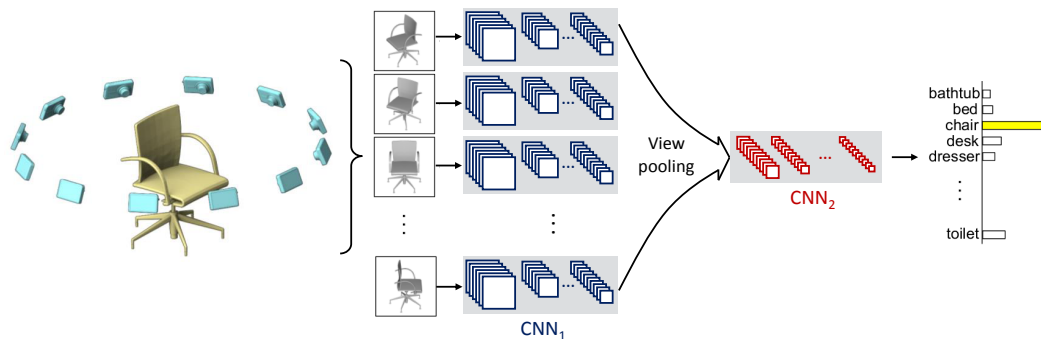 CNN₁
View
pooling
CNN₂
bathtub
bed
chair
desk
dresser
toilet